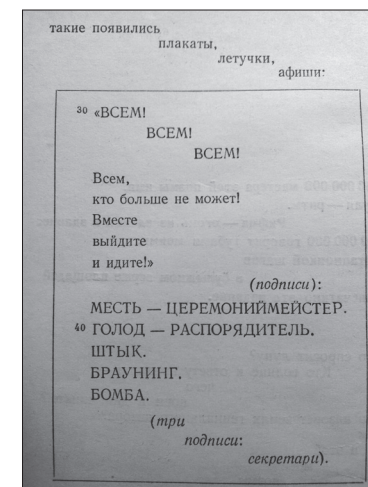 такие появились
плакаты,
летучки,
афиши:
30 «ВСЕМ!
ВСЕМ!
ВСЕМ!
Всем,
кто больше не может!
Вместе
выйдите
и идите!»
(подписи):
МЕСТЬ — ЦЕРЕМОНИЙМЕЙСТЕР.
40 ГОЛОД — РАСПОРЯДИТЕЛЬ.
ШТЫК.
БРАУНИНГ.
БОМБА.
(три
подписи:
секретари).